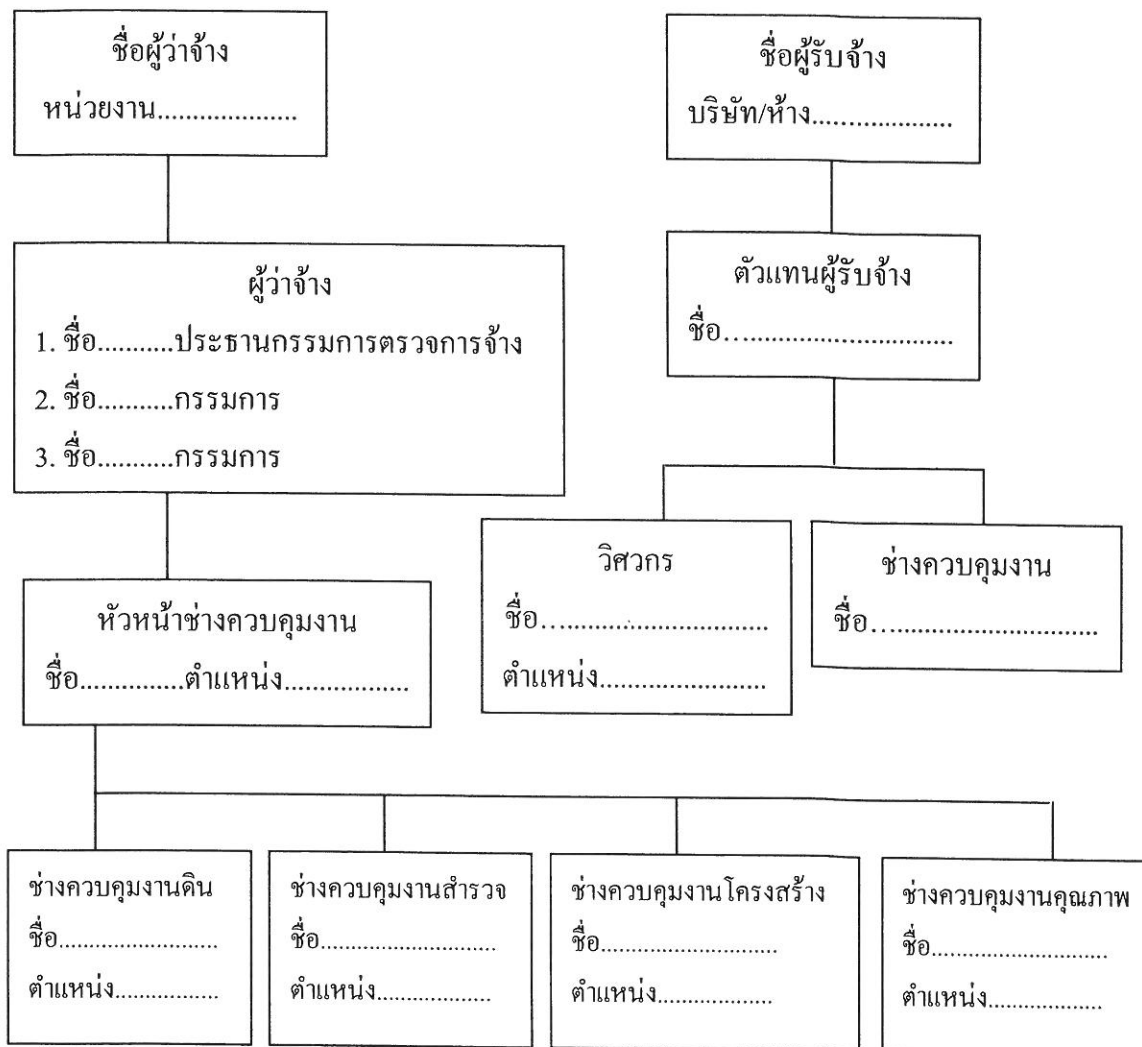 ชื่อผู้ว่าจ้าง
หน่วยงาน....................
ชื่อผู้รับจ้าง
บริษัท/ห้าง....................
ผู้ว่าจ้าง
1. ชื่อ..........ประธานกรรมการตรวจการจ้าง
2. ชื่อ..........กรรมการ
3. ชื่อ..........กรรมการ
ตัวแทนผู้รับจ้าง
ชื่อ..............................
หัวหน้าช่างควบคุมงาน
ชื่อ..............ตำแหน่ง.................
วิศวกร
ชื่อ..............................
ตำแหน่ง.......................
ช่างควบคุมงาน
ชื่อ..............................
ช่างควบคุมงานดิน
ชื่อ..........................
ตำแหน่ง.................
ช่างควบคุมงานสำรวจ
ชื่อ.............................
ตำแหน่ง...................
ช่างควบคุมงานโครงสร้าง
ชื่อ.............................
ตำแหน่ง...................
ช่างควบคุมงานคุณภาพ
ชื่อ.............................
ตำแหน่ง...................